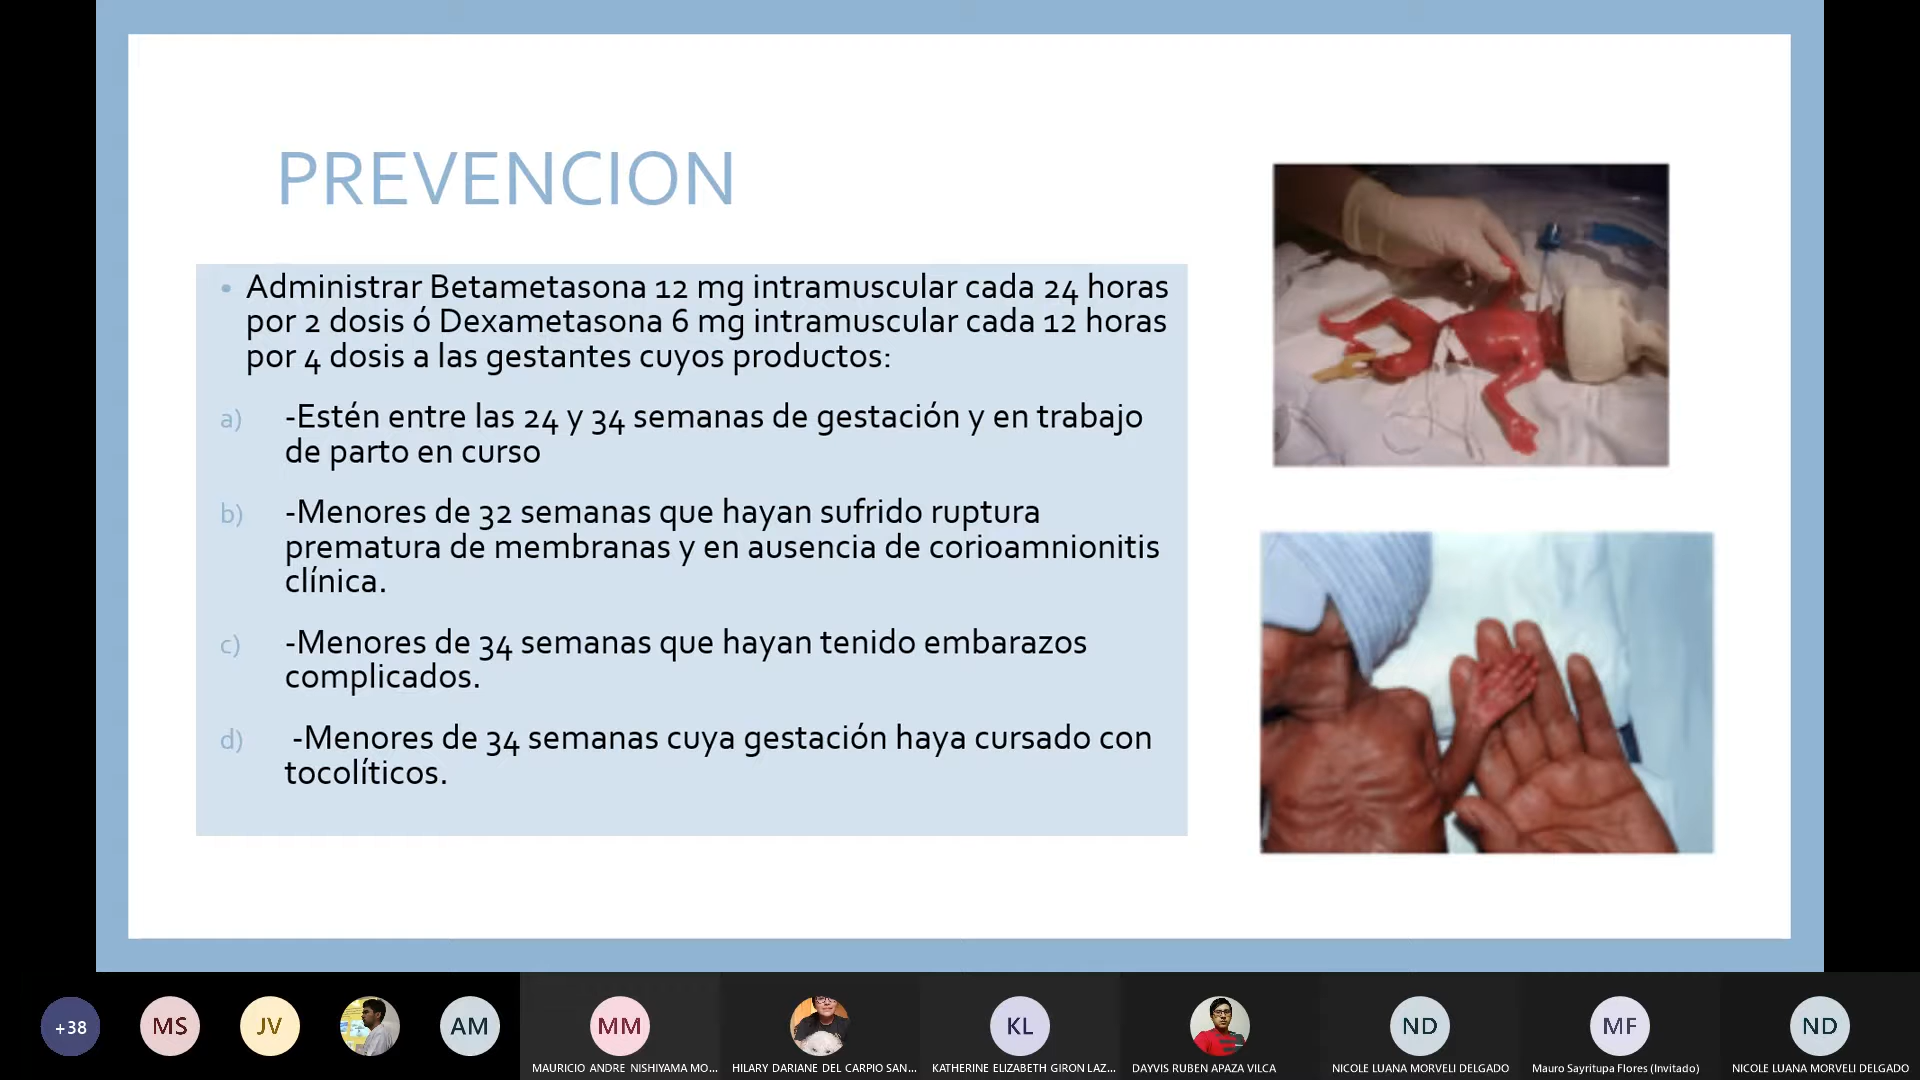 PREVENCION
• Administrar Betametasona 12 mg intramuscular cada 24 horas
por 2 dosis ó Dexametasona 6 mg intramuscular cada 12 horas
por 4 dosis a las gestantes cuyos productos:
a) -Estén entre las 24 y 34 semanas de gestación y en trabajo
de parto en curso
b) -Menores de 32 semanas que hayan sufrido ruptura
prematura de membranas y en ausencia de corioamnionitis
clínica.
c) -Menores de 34 semanas que hayan tenido embarazos
complicados.
d) -Menores de 34 semanas cuya gestación haya cursado con
tocolíticos.
+38 MS JV AM MM KL ND MF ND
MAURICIO ANDRE NISHIYAMA MO... HILARY DARIANE DEL CARPIO SAN... KATHERINE ELIZABETH GIRON LAZ... DAYVIS RUBEN APAZA VILCA NICOLE LUANA MORVELI DELGADO Mauro Sayritupa Flores (Invitado) NICOLE LUANA MORVELI DELGADO